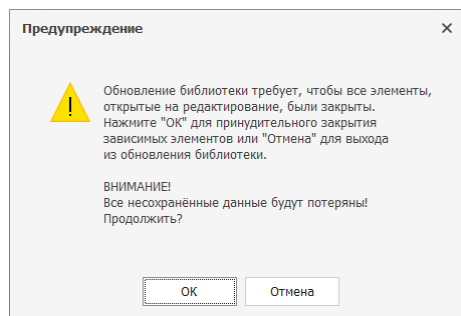 Предупреждение
Обновление библиотеки требует, чтобы все элементы,
открытые на редактирование, были закрыты.
Нажмите "ОК" для принудительного закрытия
зависимых элементов или "Отмена" для выхода
из обновления библиотеки.
ВНИМАНИЕ!
Все несохранённые данные будут потеряны!
Продолжить?
ОК
Отмена